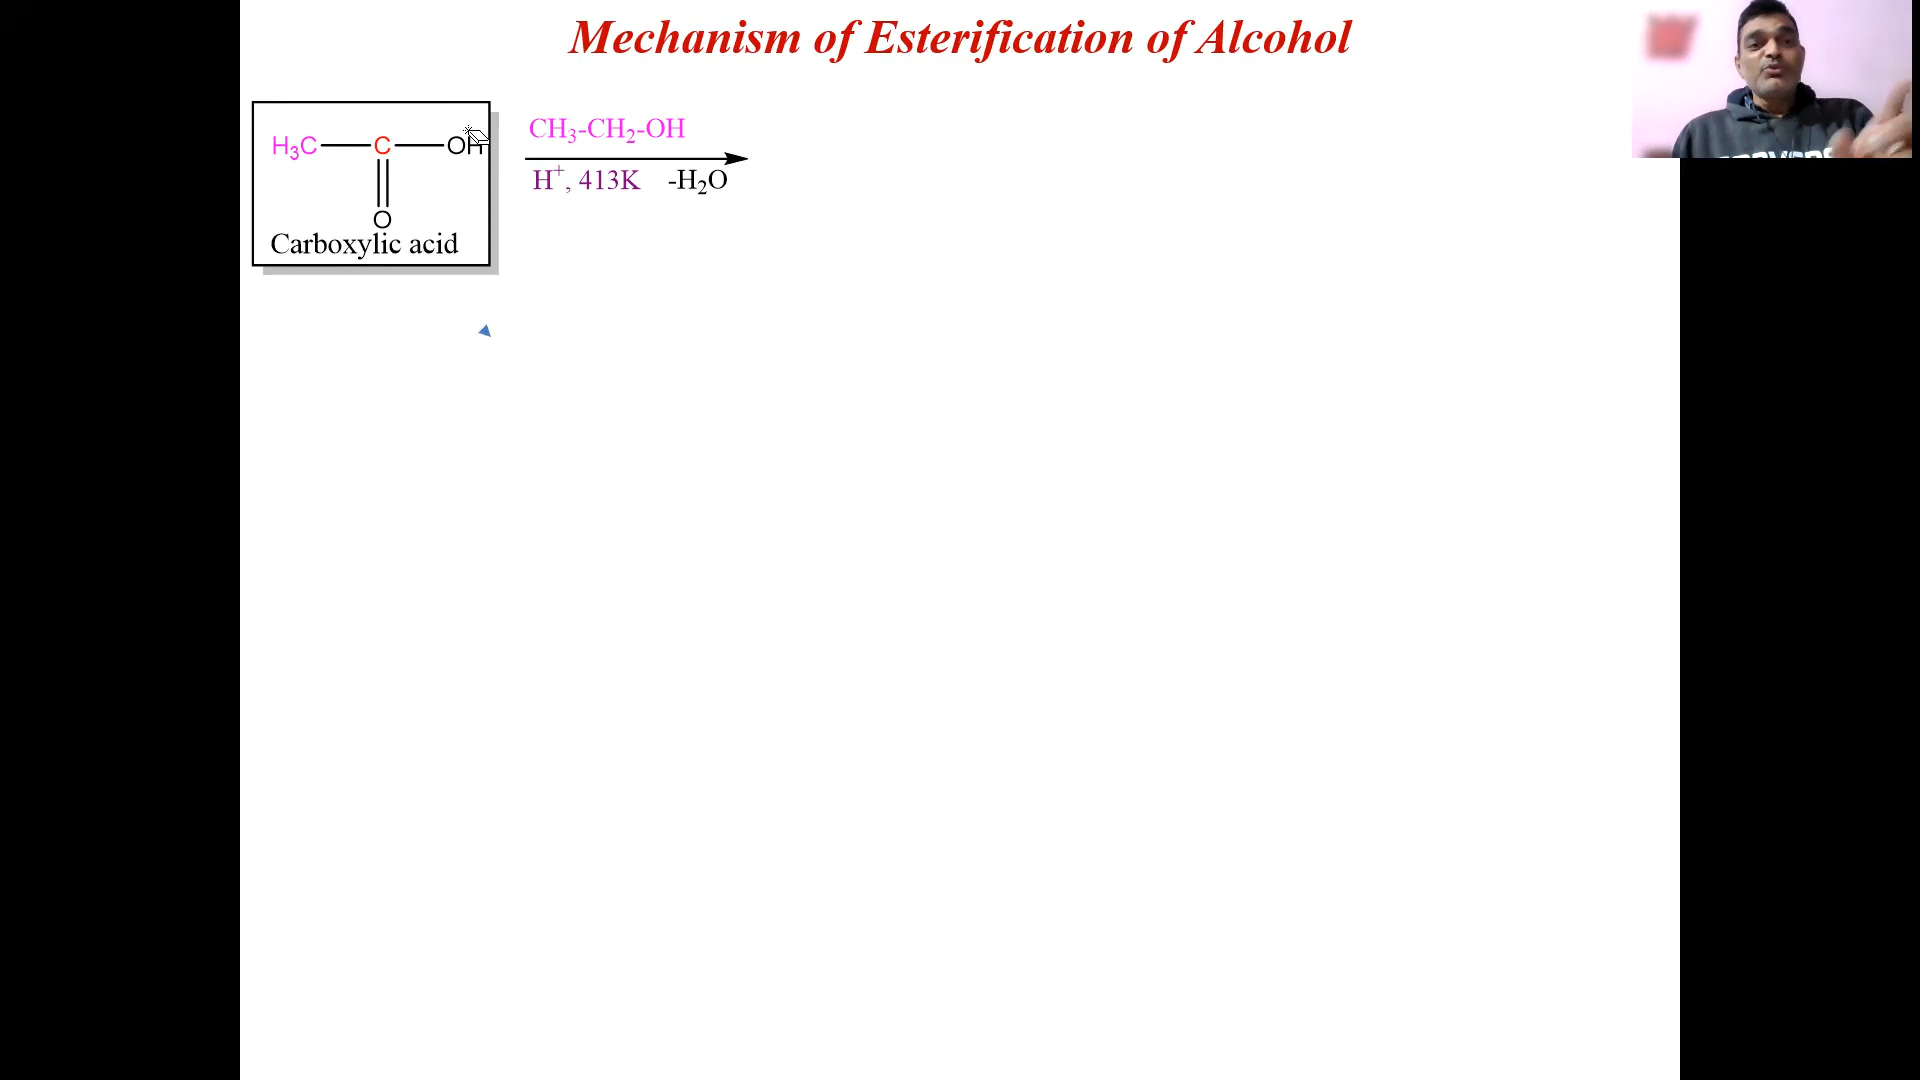 Mechanism of Esterification of Alcohol
H₃C C OH
O
Carboxylic acid
CH₃-CH₂-OH
H⁺, 413K -H₂O